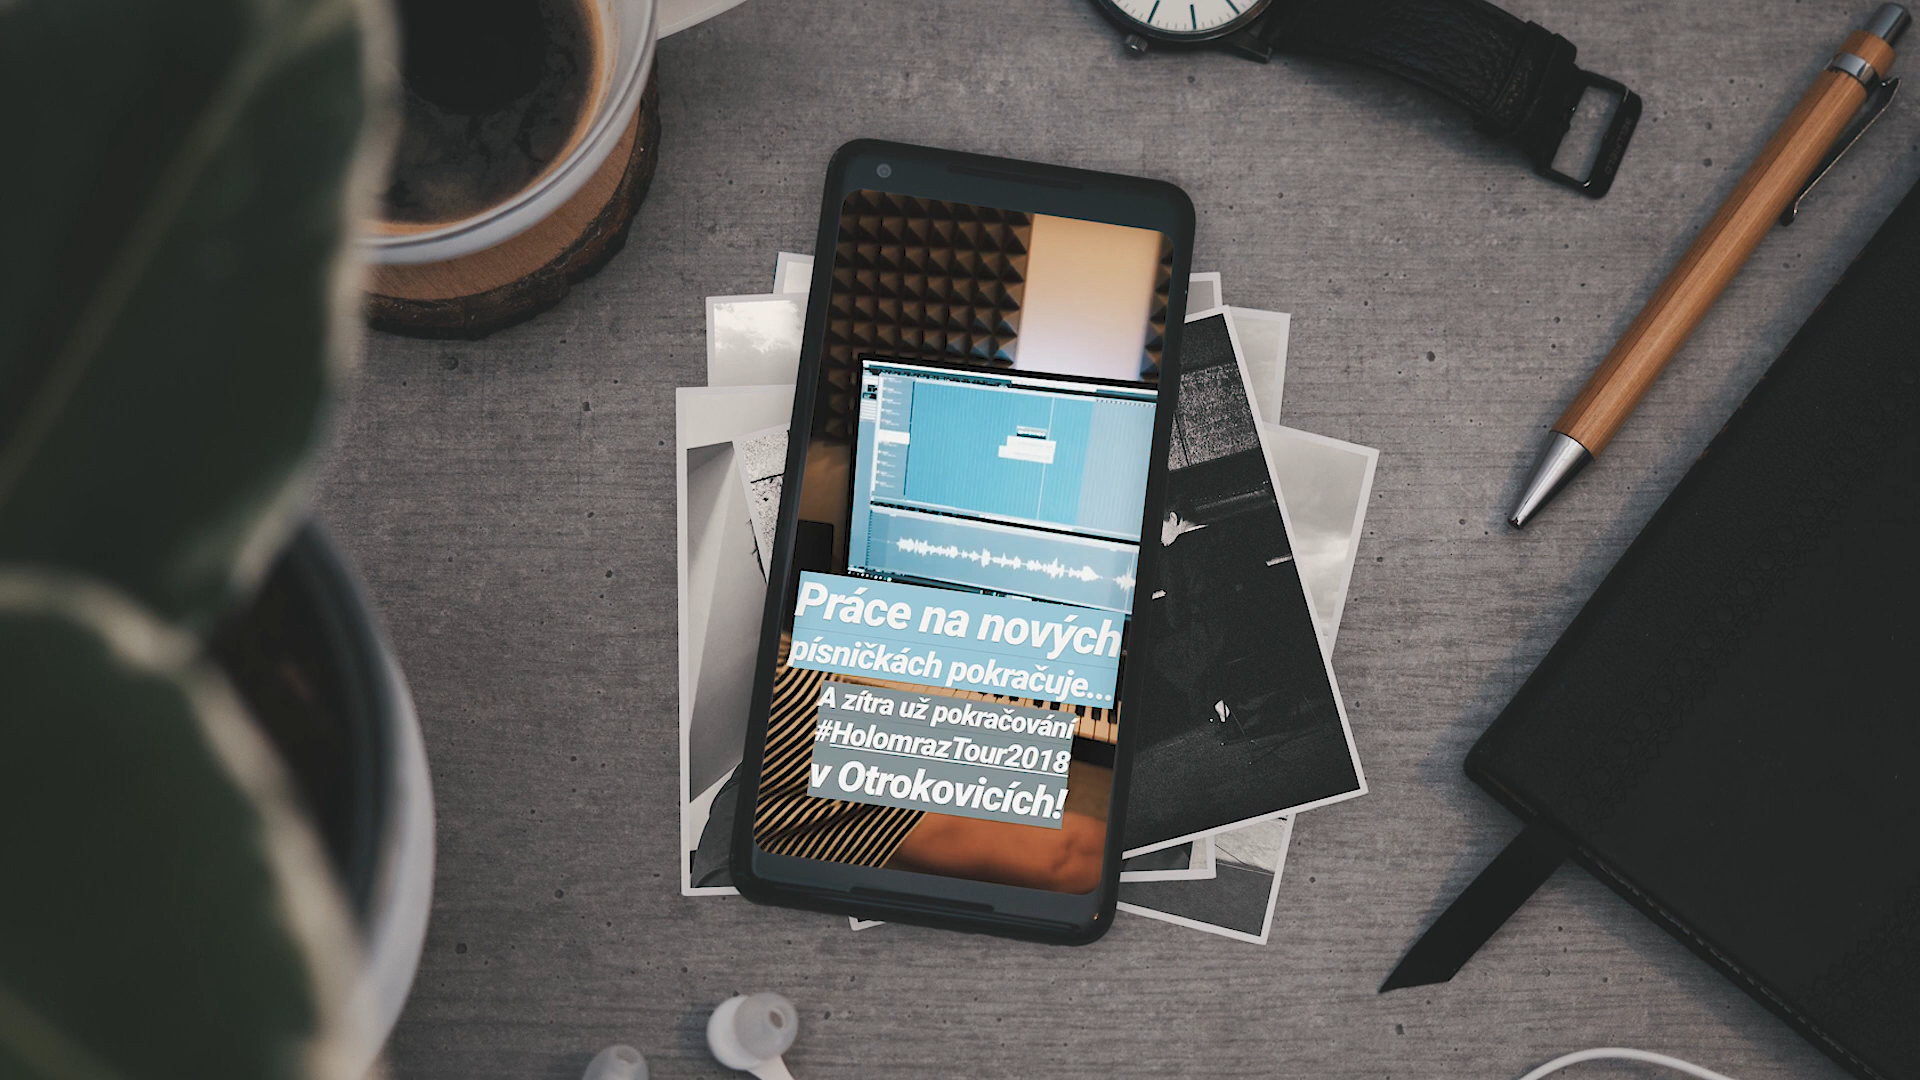 Práce na nových
písničkách pokračuje...
A zítra už pokračování
#HolomrazTour2018
v Otrokovicích!